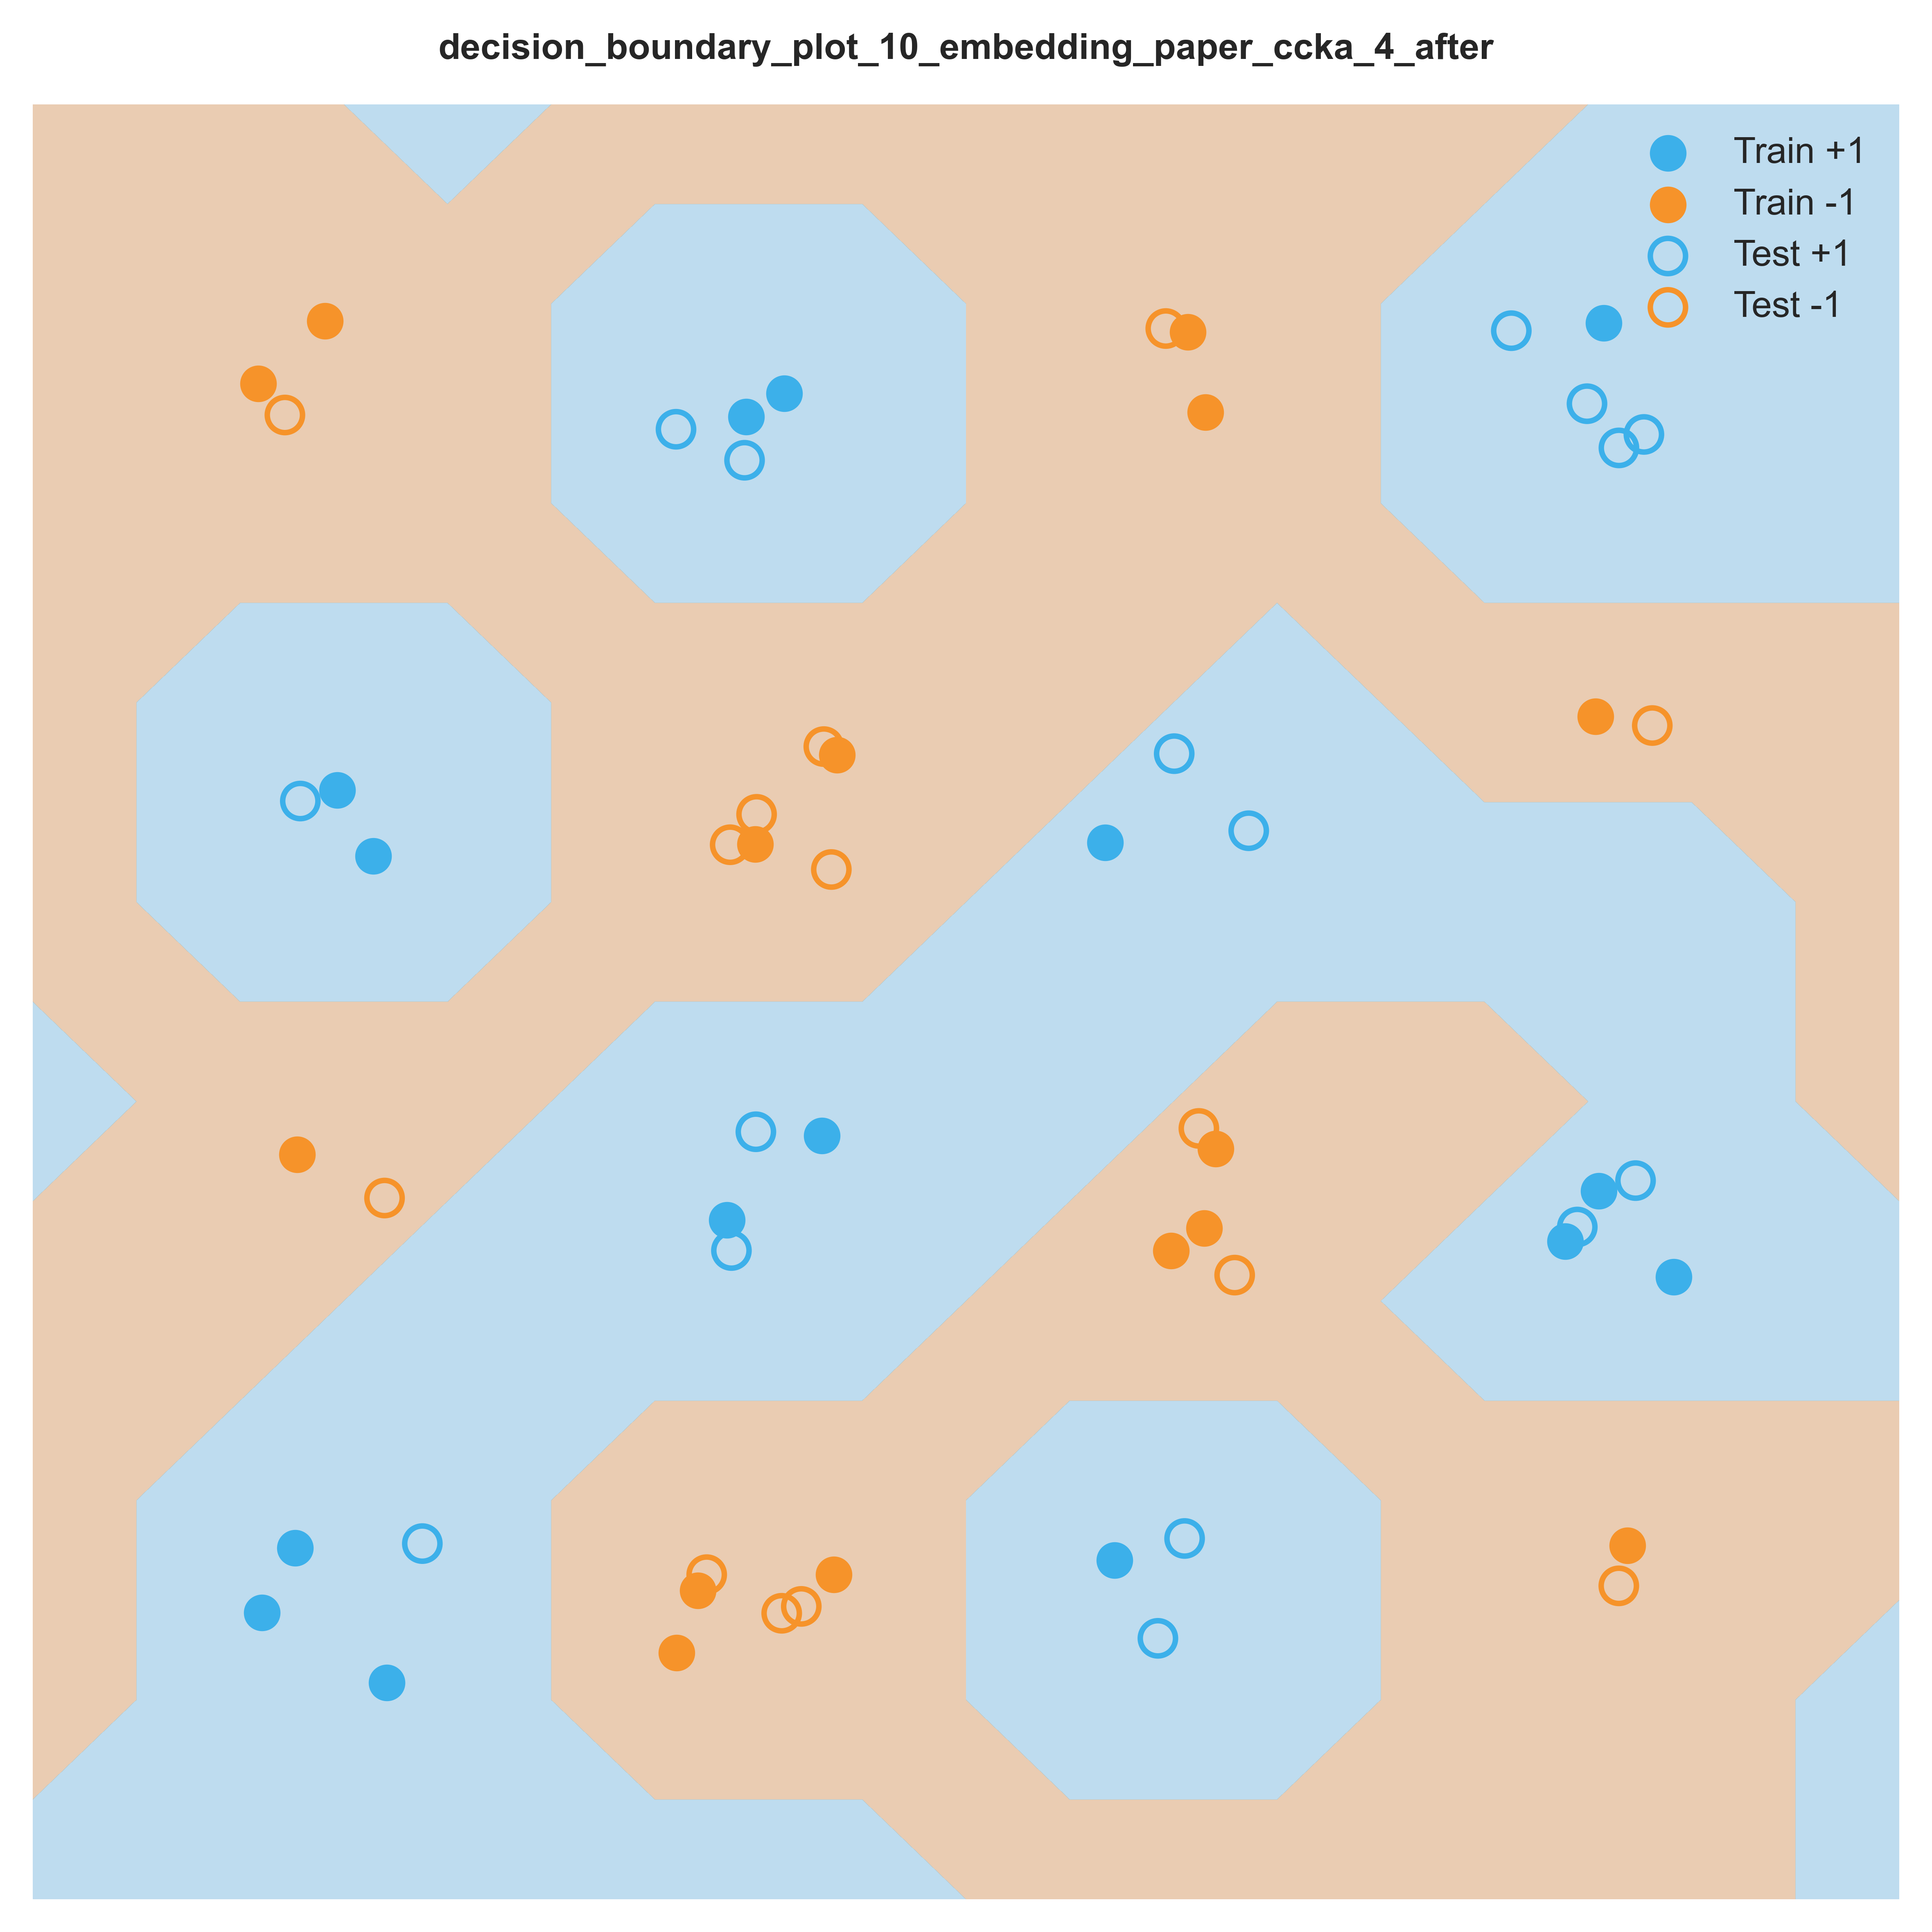 decision_boundary_plot_10_embedding_paper_ccka_4_after
Train +1
Train -1
Test +1
Test -1